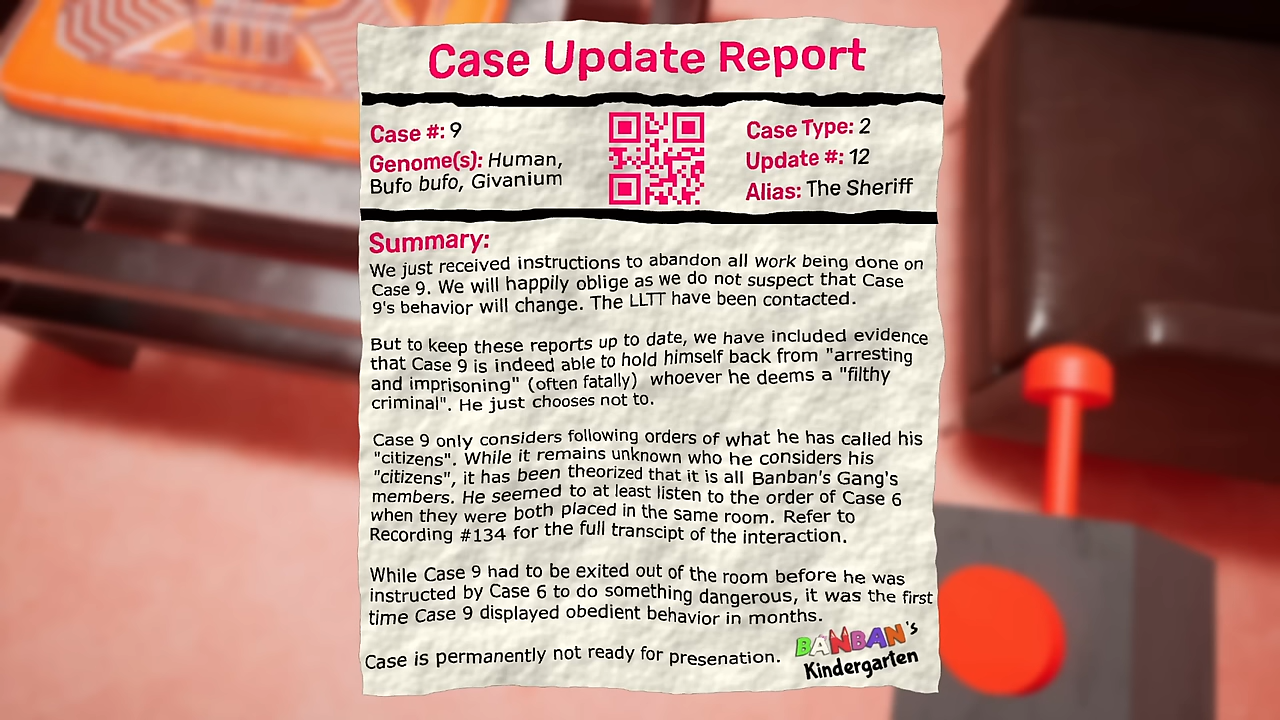 Case Update Report
Case #: 9
Genome(s): Human,
Bufo bufo, Givanium
Case Type: 2
Update #: 12
Alias: The Sheriff
Summary:
We just received instructions to abandon all work being done on
Case 9. We will happily oblige as we do not suspect that Case
9's behavior will change. The LLTT have been contacted.
But to keep these reports up to date, we have included evidence
that Case 9 is indeed able to hold himself back from "arresting
and imprisoning" (often fatally) whoever he deems a "filthy
criminal". He just chooses not to.
Case 9 only considers following orders of what he has called his
"citizens". While it remains unknown who he considers his
"citizens", it has been theorized that it is all Banban's Gang's
members. He seemed to at least listen to the order of Case 6
when they were both placed in the same room. Refer to
Recording #134 for the full transcipt of the interaction.
While Case 9 had to be exited out of the room before he was
instructed by Case 6 to do something dangerous, it was the first
time Case 9 displayed obedient behavior in months.
Case is permanently not ready for presenation.
BANBAN's
Kindergarten